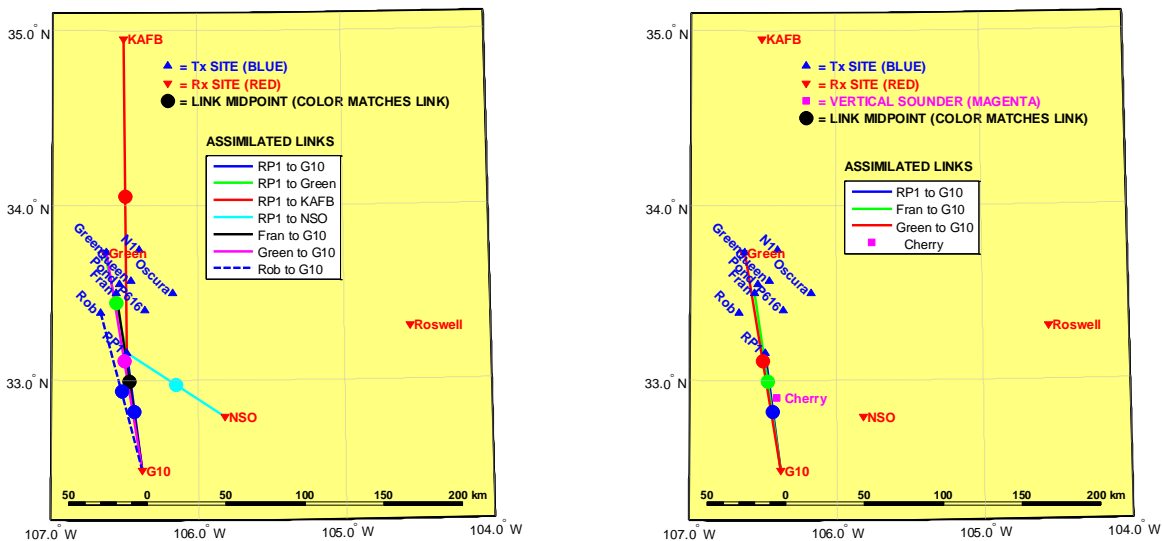 35.0° N
KAFB
▲ = Tx SITE (BLUE)
▼ = Rx SITE (RED)
● = LINK MIDPOINT (COLOR MATCHES LINK)
ASSIMILATED LINKS
RP1 to G10
RP1 to Green
RP1 to KAFB
RP1 to NSO
Fran to G10
Green to G10
Rob to G10
34.0° N
Green
Green
N11
Oscura
Queen
Pond
P616
Fran
Rob
RP1
Roswell
33.0° N
NSO
G10
50 0 50 100 150 200 km
107.0° W 106.0° W 105.0° W 104.0° W
35.0° N
KAFB
▲ = Tx SITE (BLUE)
▼ = Rx SITE (RED)
■ = VERTICAL SOUNDER (MAGENTA)
● = LINK MIDPOINT (COLOR MATCHES LINK)
ASSIMILATED LINKS
RP1 to G10
Fran to G10
Green to G10
Cherry
34.0° N
Green
Green
N11
Oscura
Queen
Pond
P616
Fran
Rob
RP1
Roswell
33.0° N
Cherry
NSO
G10
50 0 50 100 150 200 km
107.0° W 106.0° W 105.0° W 104.0° W